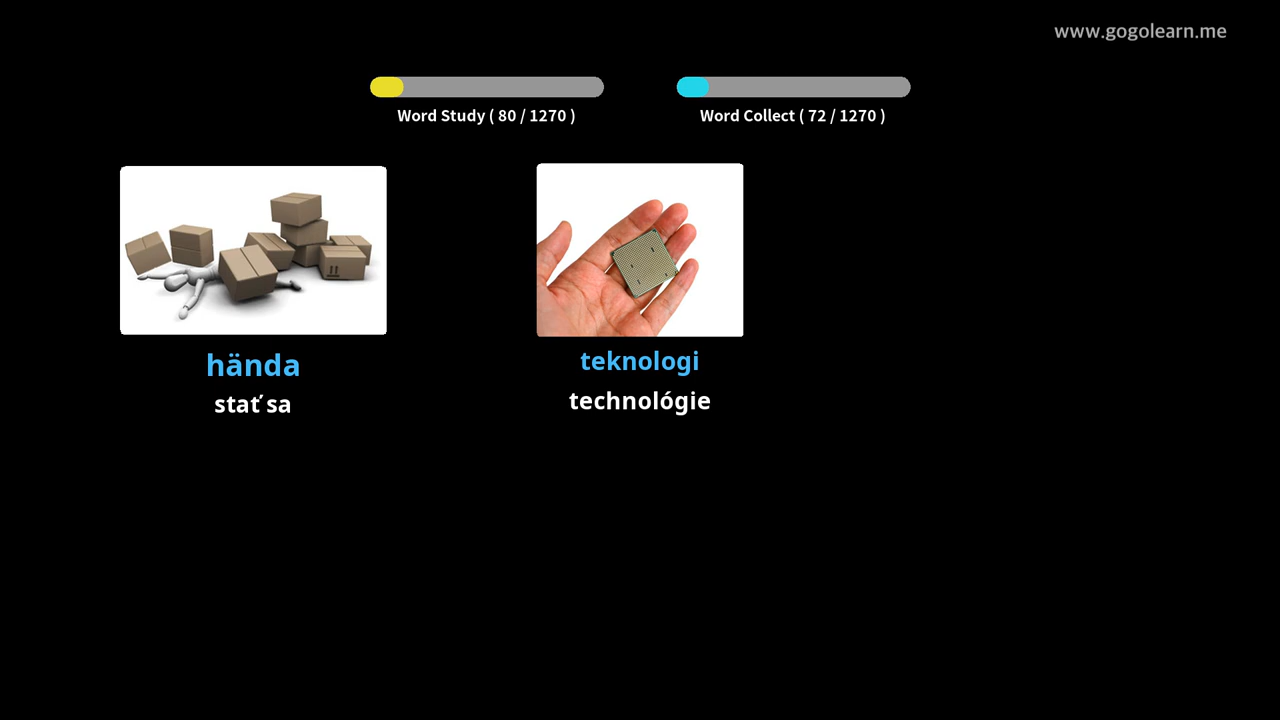 www.gogolearn.me
Word Study ( 80 / 1270 )
Word Collect ( 72 / 1270 )
hända
stať sa
teknologi
technológie